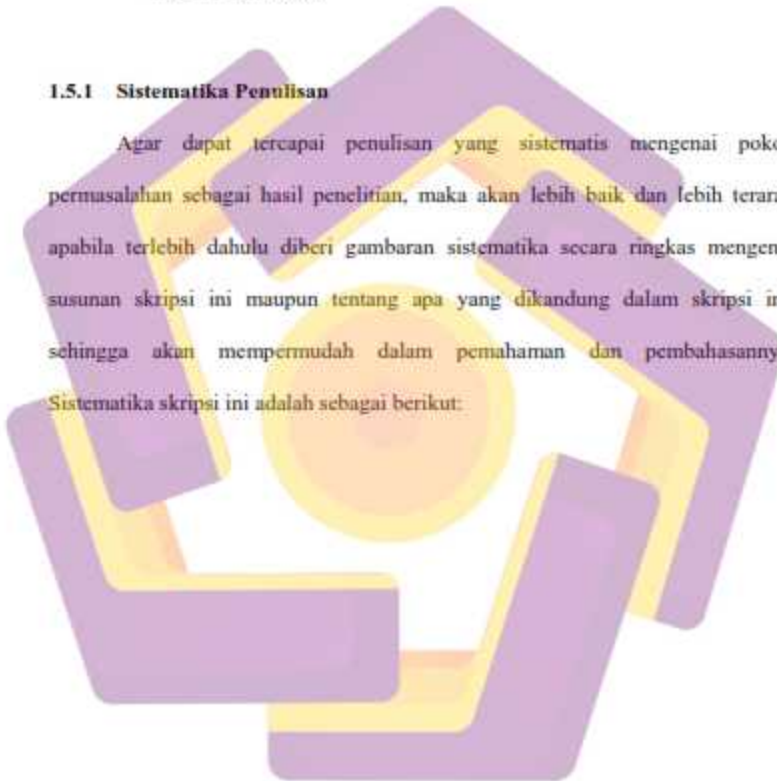 1.5.1 Sistematika Penulisan
Agar dapat tercapai penulisan yang sistematis mengenai poko
permasalahan sebagai hasil penelitian, maka akan lebih baik dan lebih terara
apabila terlebih dahulu diberi gambaran sistematika secara ringkas mengen
susunan skripsi ini maupun tentang apa yang dikandung dalam skripsi in
sehingga akan mempermudah dalam pemahaman dan pembahasanny
Sistematika skripsi ini adalah sebagai berikut: